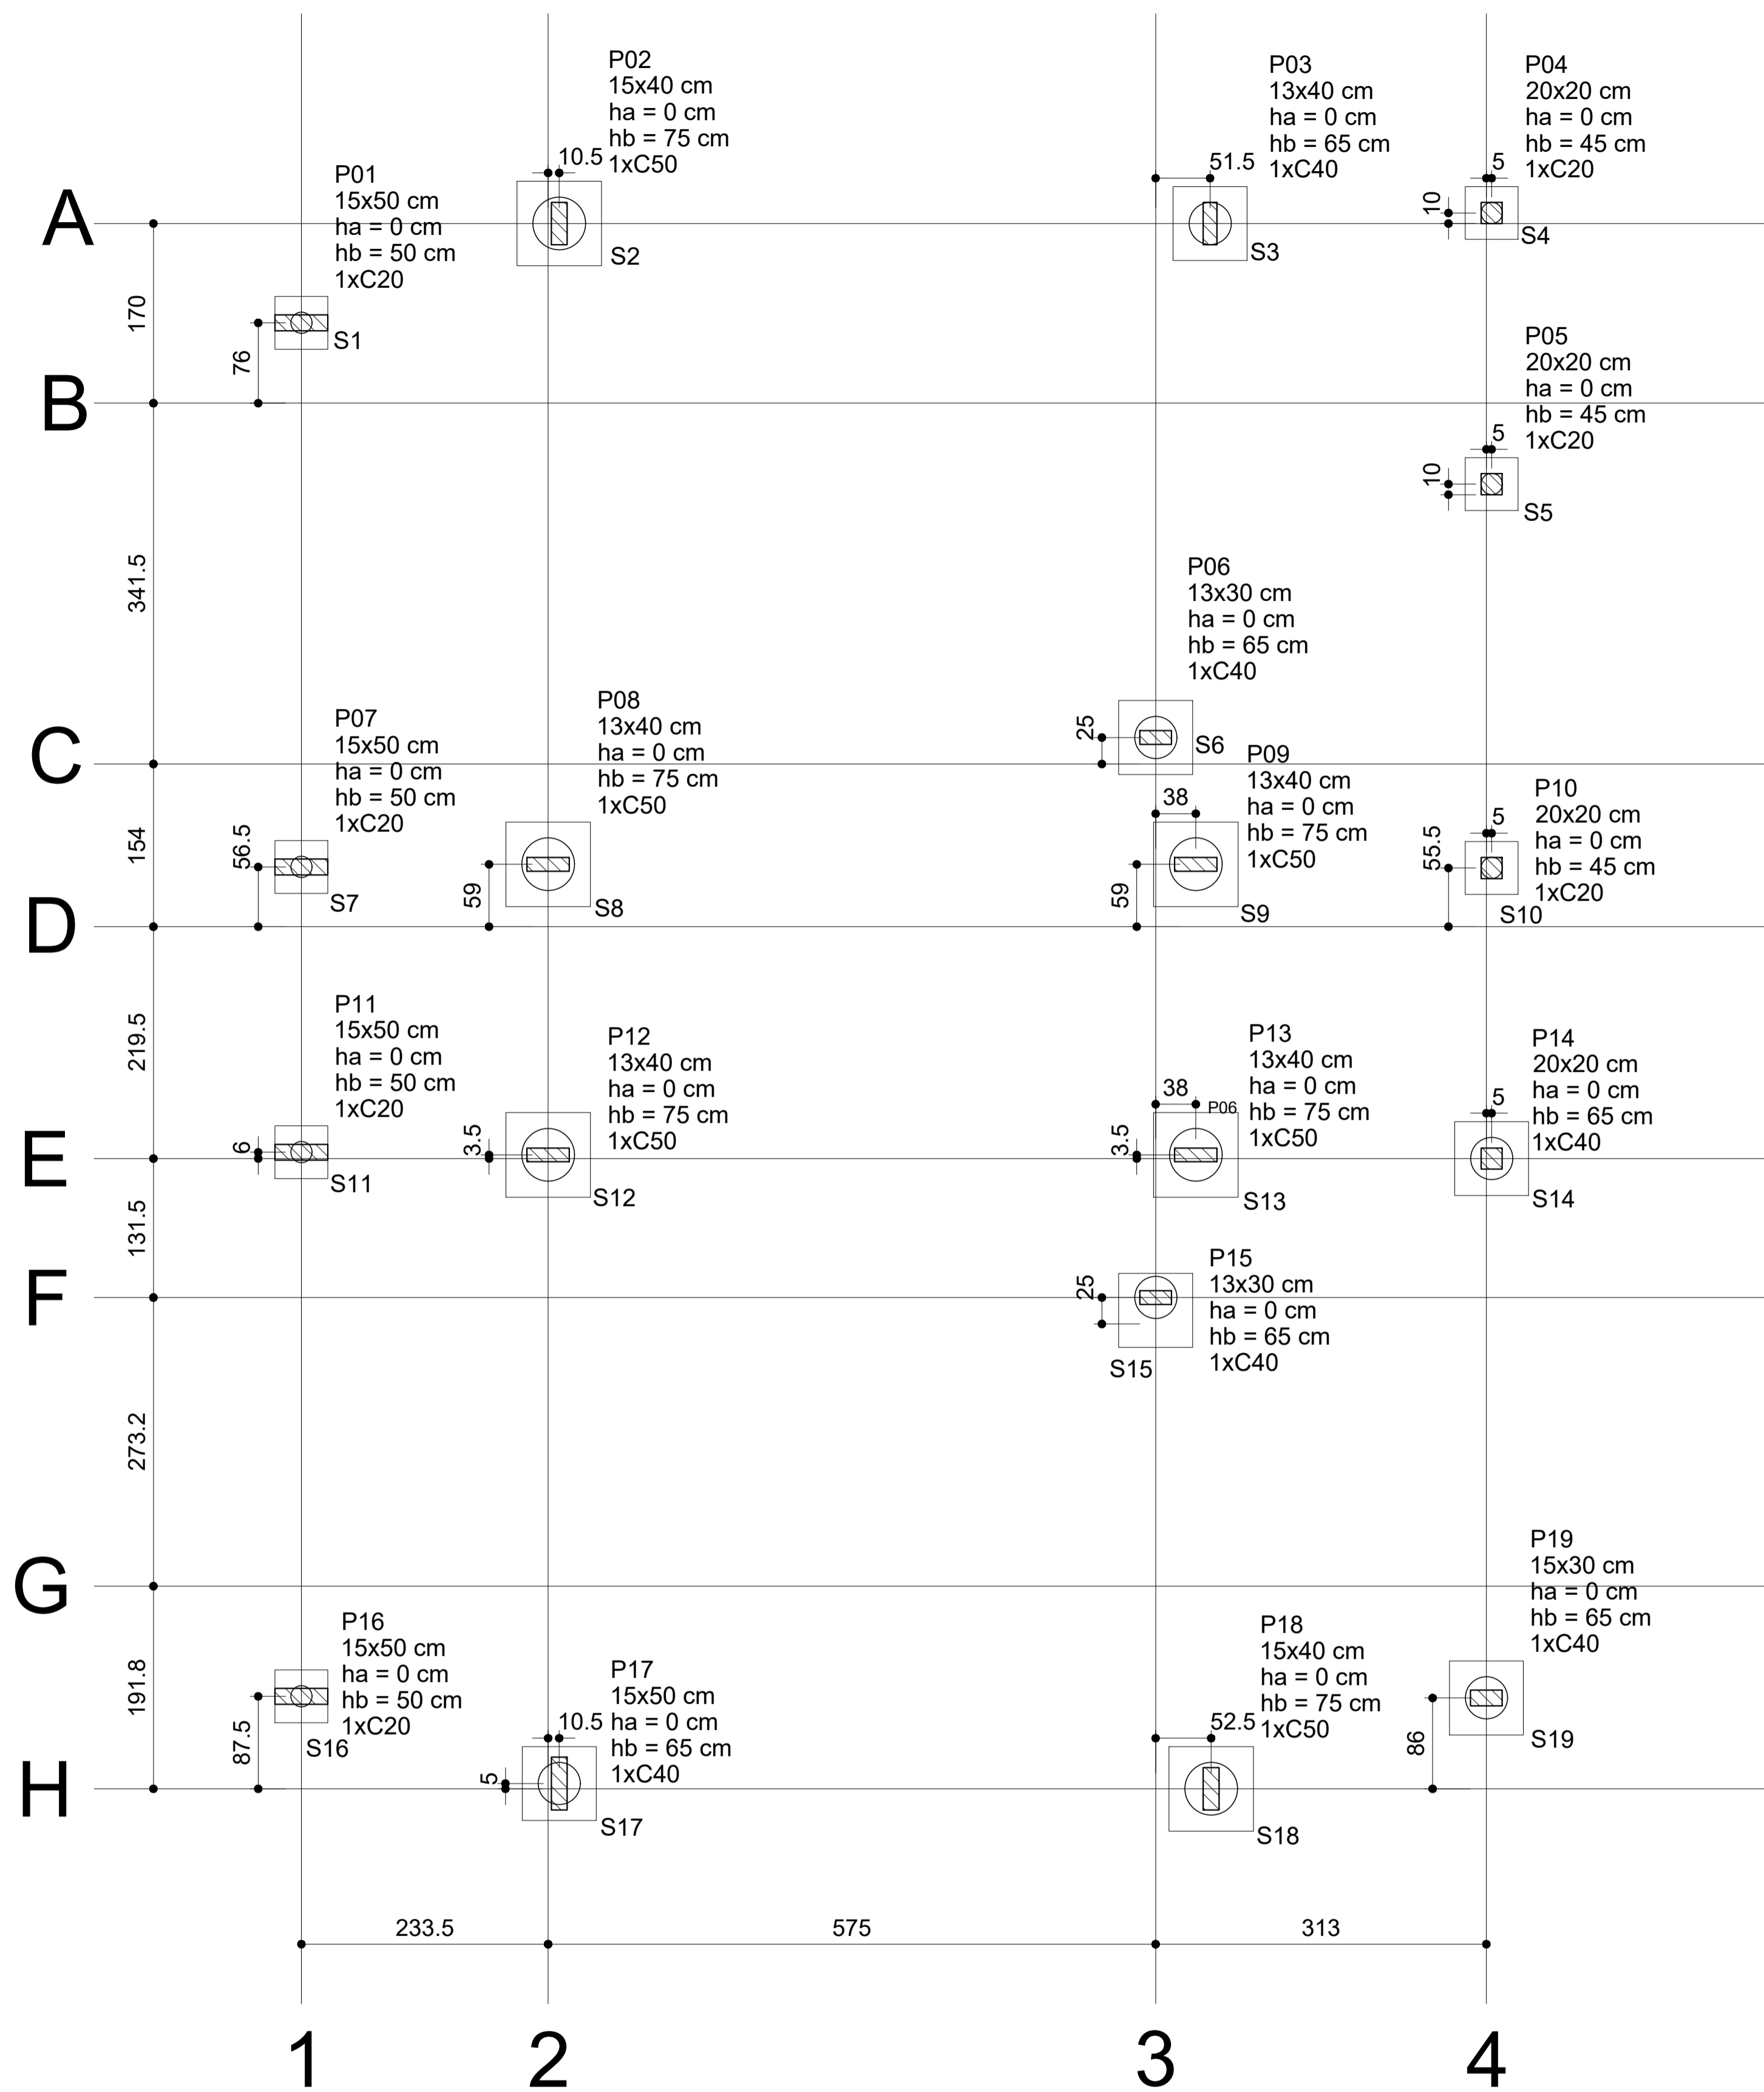 P02
15x40 cm
ha = 0 cm
hb = 75 cm
1xC50
10.5
S2
P03
13x40 cm
ha = 0 cm
hb = 65 cm
1xC40
51.5
S3
P04
20x20 cm
ha = 0 cm
hb = 45 cm
1xC20
5
10
S4
A
P01
15x50 cm
ha = 0 cm
hb = 50 cm
1xC20
S1
76
170
B
P05
20x20 cm
ha = 0 cm
hb = 45 cm
1xC20
5
10
S5
341.5
P06
13x30 cm
ha = 0 cm
hb = 65 cm
1xC40
25
S6
C
P07
15x50 cm
ha = 0 cm
hb = 50 cm
1xC20
56.5
S7
P08
13x40 cm
ha = 0 cm
hb = 75 cm
1xC50
59
S8
P09
13x40 cm
ha = 0 cm
hb = 75 cm
1xC50
38
59
S9
P10
20x20 cm
ha = 0 cm
hb = 45 cm
1xC20
5
55.5
S10
154
D
219.5
P11
15x50 cm
ha = 0 cm
hb = 50 cm
1xC20
6
S11
P12
13x40 cm
ha = 0 cm
hb = 75 cm
1xC50
3.5
S12
P13
13x40 cm
ha = 0 cm
hb = 75 cm
1xC50
38
P06
3.5
S13
P14
20x20 cm
ha = 0 cm
hb = 65 cm
1xC40
5
S14
E
131.5
F
P15
13x30 cm
ha = 0 cm
hb = 65 cm
1xC40
25
S15
273.2
G
P16
15x50 cm
ha = 0 cm
hb = 50 cm
1xC20
87.5
S16
P17
15x50 cm
ha = 0 cm
hb = 65 cm
1xC40
10.5
5
S17
P18
15x40 cm
ha = 0 cm
hb = 75 cm
1xC50
52.5
S18
P19
15x30 cm
ha = 0 cm
hb = 65 cm
1xC40
86
S19
191.8
H
233.5
575
313
1
2
3
4